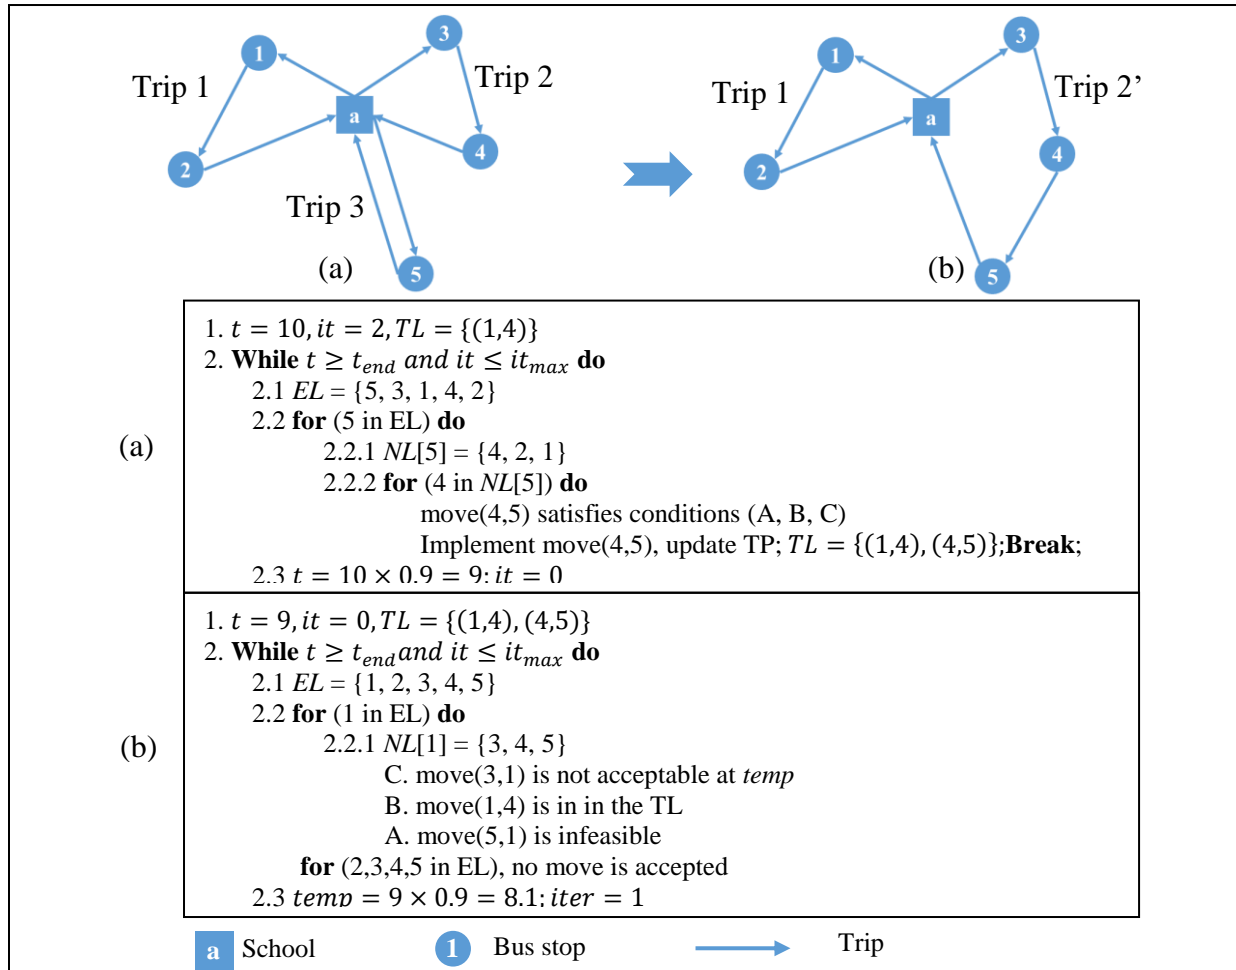 1
3
3
1
Trip 1
Trip 2
Trip 1
Trip 2’
a
a
2
4
2
4
Trip 3
(a)
5
(b)
5
(a)
1. t = 10, it = 2, TL = {(1,4)}
2. While t ≥ t_end and it ≤ it_max do
2.1 EL = {5, 3, 1, 4, 2}
2.2 for (5 in EL) do
2.2.1 NL[5] = {4, 2, 1}
2.2.2 for (4 in NL[5]) do
move(4,5) satisfies conditions (A, B, C)
Implement move(4,5), update TP; TL = {(1,4), (4,5)};Break;
2.3 t = 10 × 0.9 = 9; it = 0
(b)
1. t = 9, it = 0, TL = {(1,4), (4,5)}
2. While t ≥ t_end and it ≤ it_max do
2.1 EL = {1, 2, 3, 4, 5}
2.2 for (1 in EL) do
2.2.1 NL[1] = {3, 4, 5}
C. move(3,1) is not acceptable at temp
B. move(1,4) is in in the TL
A. move(5,1) is infeasible
for (2,3,4,5 in EL), no move is accepted
2.3 temp = 9 × 0.9 = 8.1; iter = 1
a School
1 Bus stop
Trip